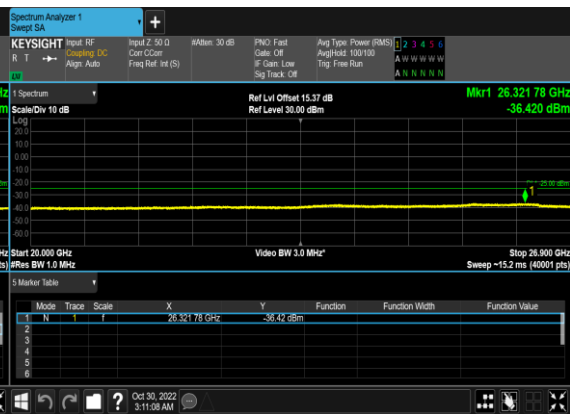 Spectrum Analyzer 1
Swept SA
KEYSIGHT
R T
LW
Input: RF
Coupling: DC
Align: Auto
Input Z: 50 Ω
Corr CCorr
Freq Ref: Int (S)
#Atten: 30 dB
PNO: Fast
Gate: Off
IF Gain: Low
Sig Track: Off
Avg Type: Power (RMS)
Avg|Hold: 100/100
Trig: Free Run
1 2 3 4 5 6
A W W W W W
A N N N N N
1 Spectrum
Scale/Div 10 dB
Ref Lvl Offset 15.37 dB
Ref Level 30.00 dBm
Mkr1 26.321 78 GHz
-36.420 dBm
Log
20.0
10.0
0.00
-10.0
-20.0
-30.0
-40.0
-50.0
-60.0
-25.00 dBm
1
Start 20.000 GHz
#Res BW 1.0 MHz
Video BW 3.0 MHz*
Stop 26.900 GHz
Sweep ~15.2 ms (40001 pts)
5 Marker Table
Mode Trace Scale X Y Function Function Width Function Value
1 N 1 f 26.321 78 GHz -36.42 dBm
2
3
4
5
6
?
Oct 30, 2022
3:11:08 AM